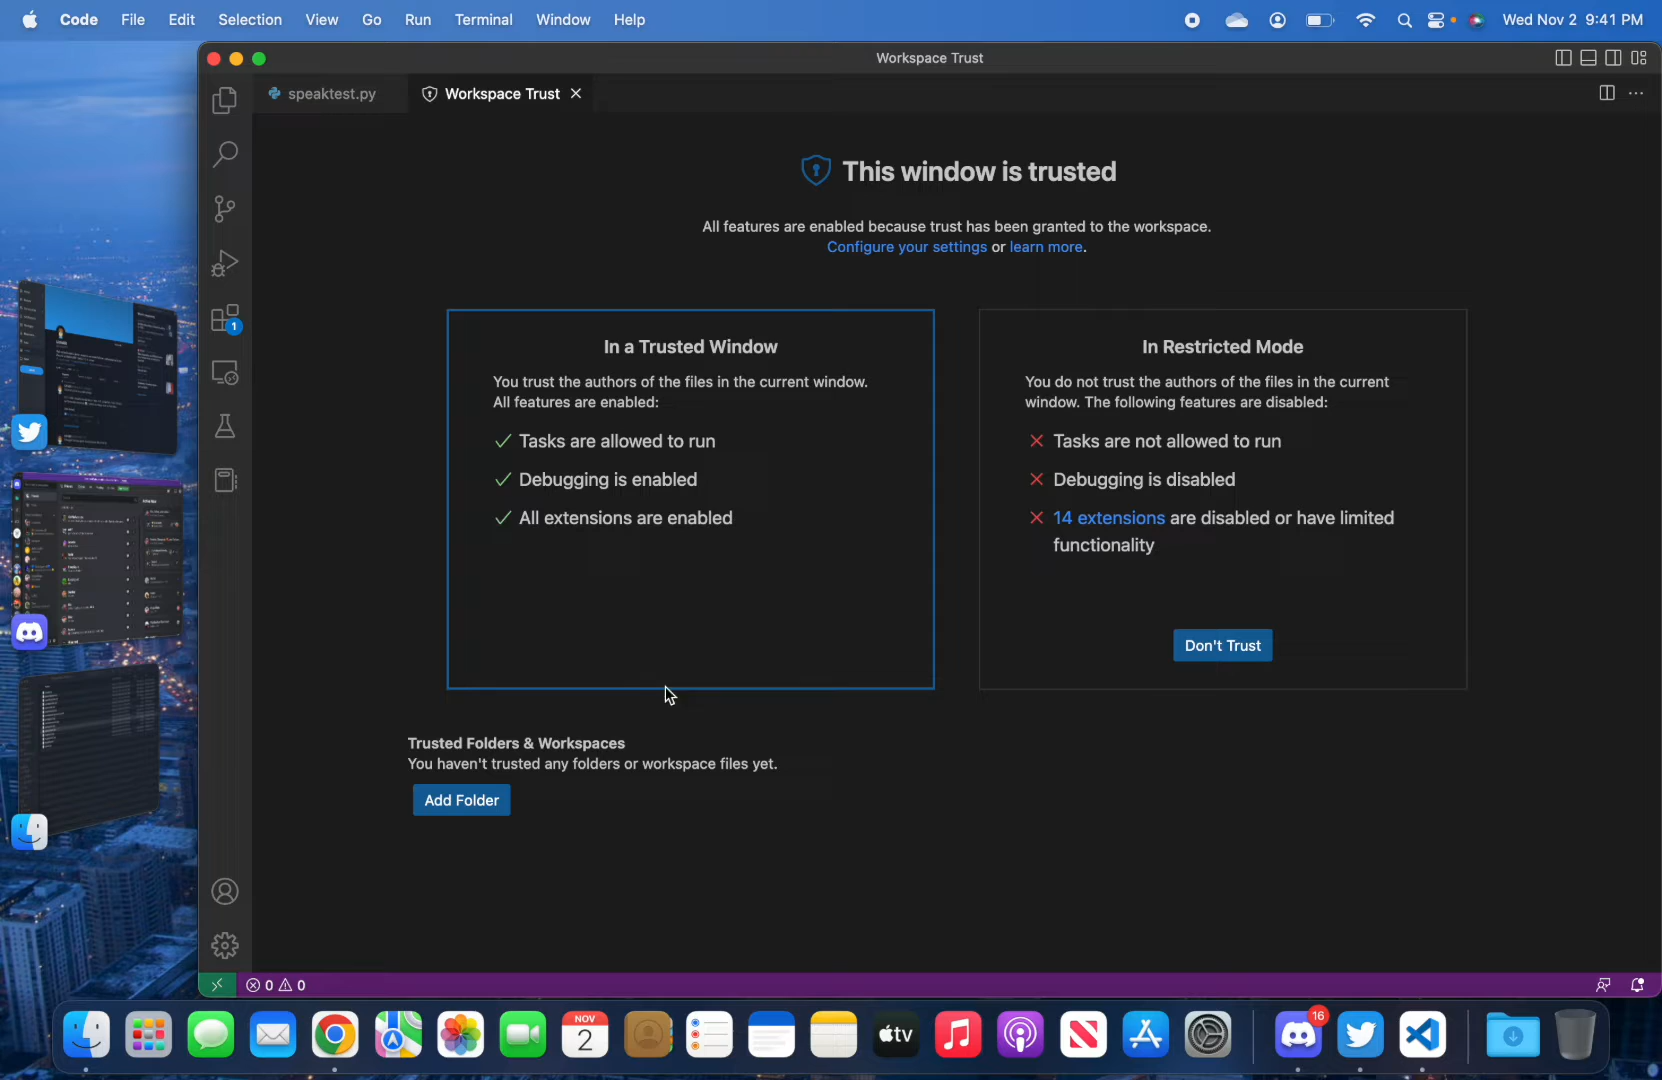 Code File Edit Selection View Go Run Terminal Window Help Wed Nov 2 9:41 PM
Workspace Trust
speaktest.py Workspace Trust
This window is trusted
All features are enabled because trust has been granted to the workspace.
Configure your settings or learn more.
In a Trusted Window
You trust the authors of the files in the current window.
All features are enabled:
Tasks are allowed to run
Debugging is enabled
All extensions are enabled
In Restricted Mode
You do not trust the authors of the files in the current
window. The following features are disabled:
Tasks are not allowed to run
Debugging is disabled
14 extensions are disabled or have limited
functionality
Don't Trust
1
Trusted Folders & Workspaces
You haven't trusted any folders or workspace files yet.
Add Folder
0 0
NOV
2
tv
16